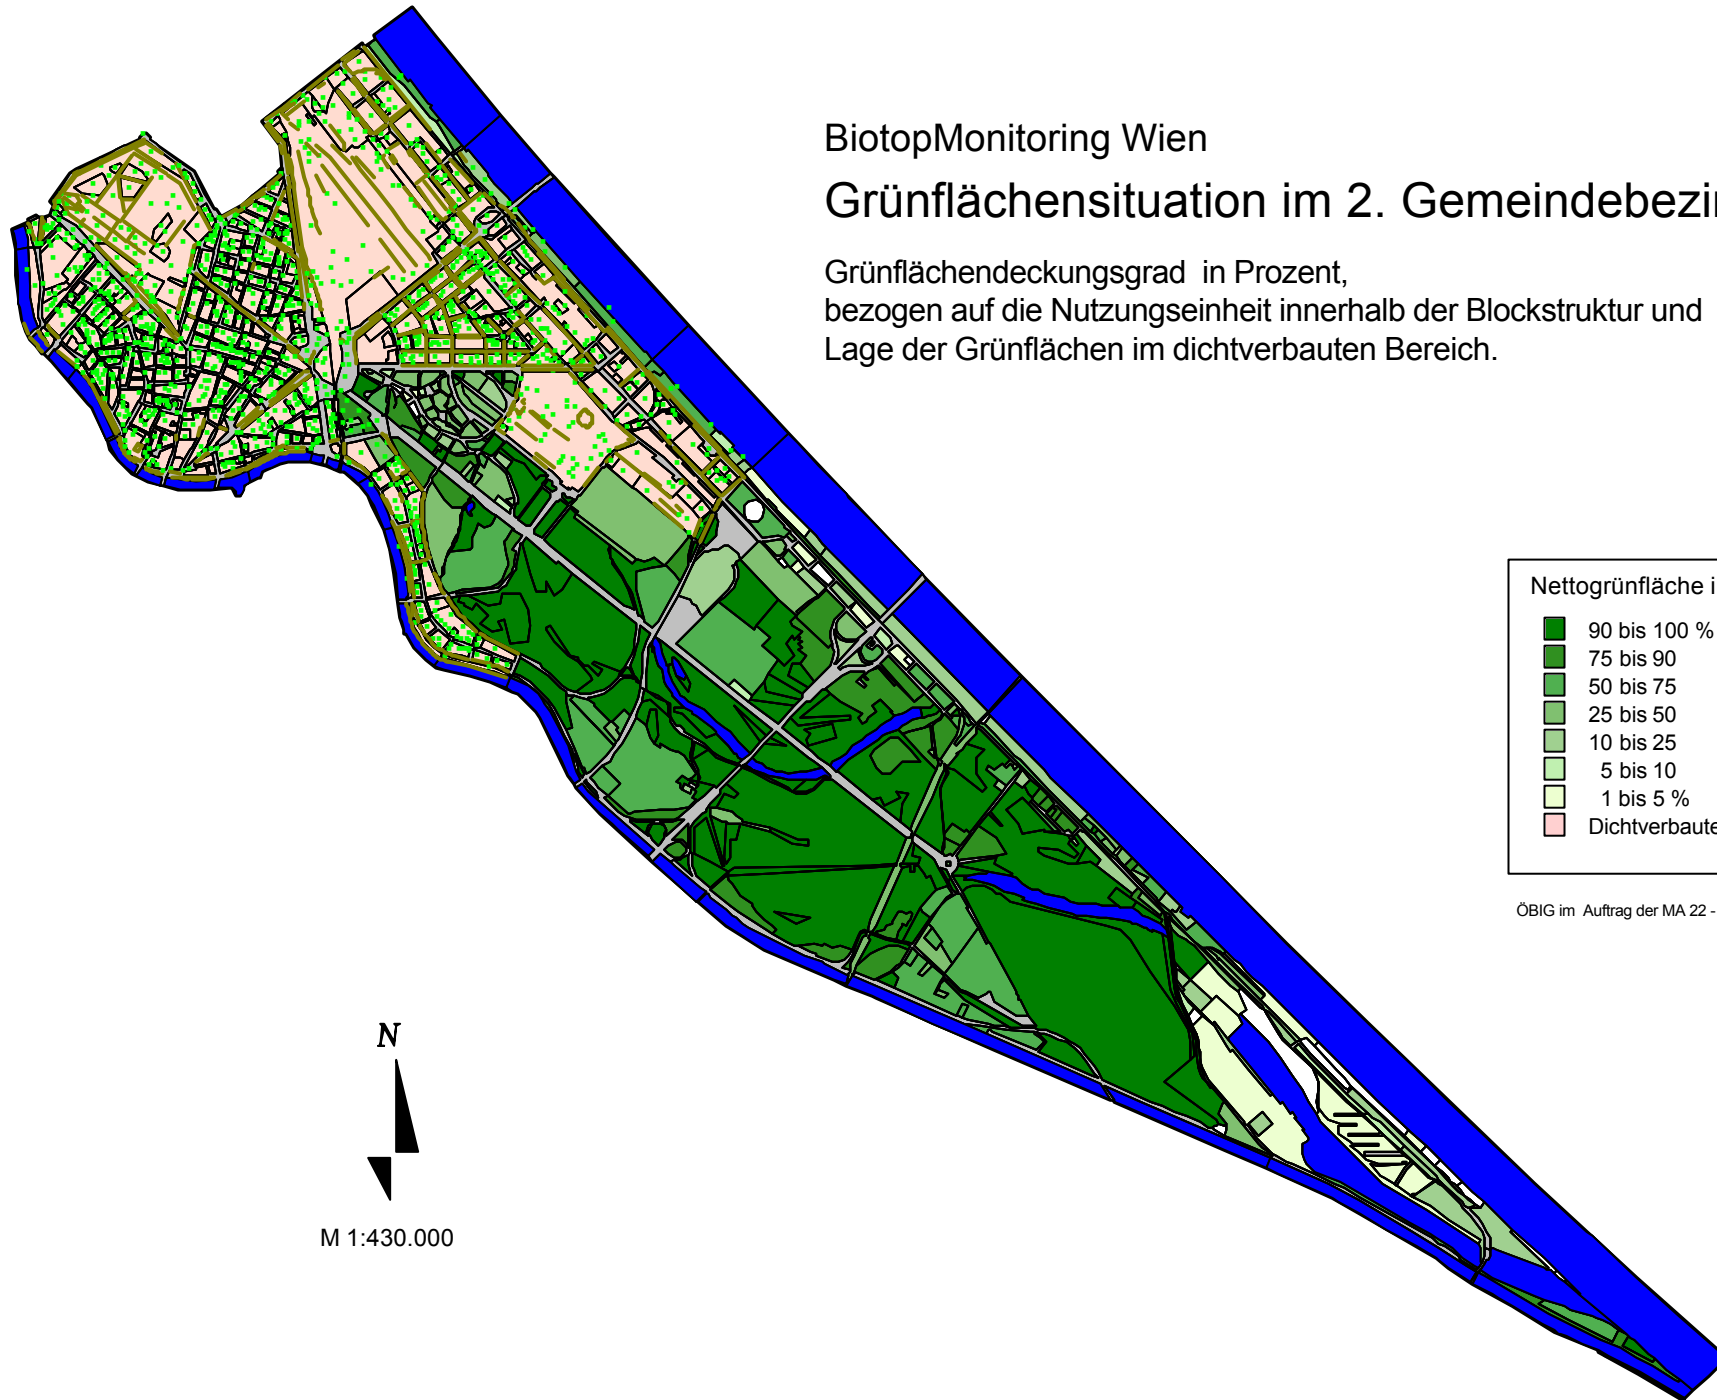 BiotopMonitoring Wien
Grünflächensituation im 2. Gemeindebezi
Grünflächendeckungsgrad in Prozent,
bezogen auf die Nutzungseinheit innerhalb der Blockstruktur und
Lage der Grünflächen im dichtverbauten Bereich.
Nettogrünfläche i
90 bis 100 %
75 bis 90
50 bis 75
25 bis 50
10 bis 25
5 bis 10
1 bis 5 %
Dichtverbaute
ÖBIG im Auftrag der MA 22 -
N
M 1:430.000